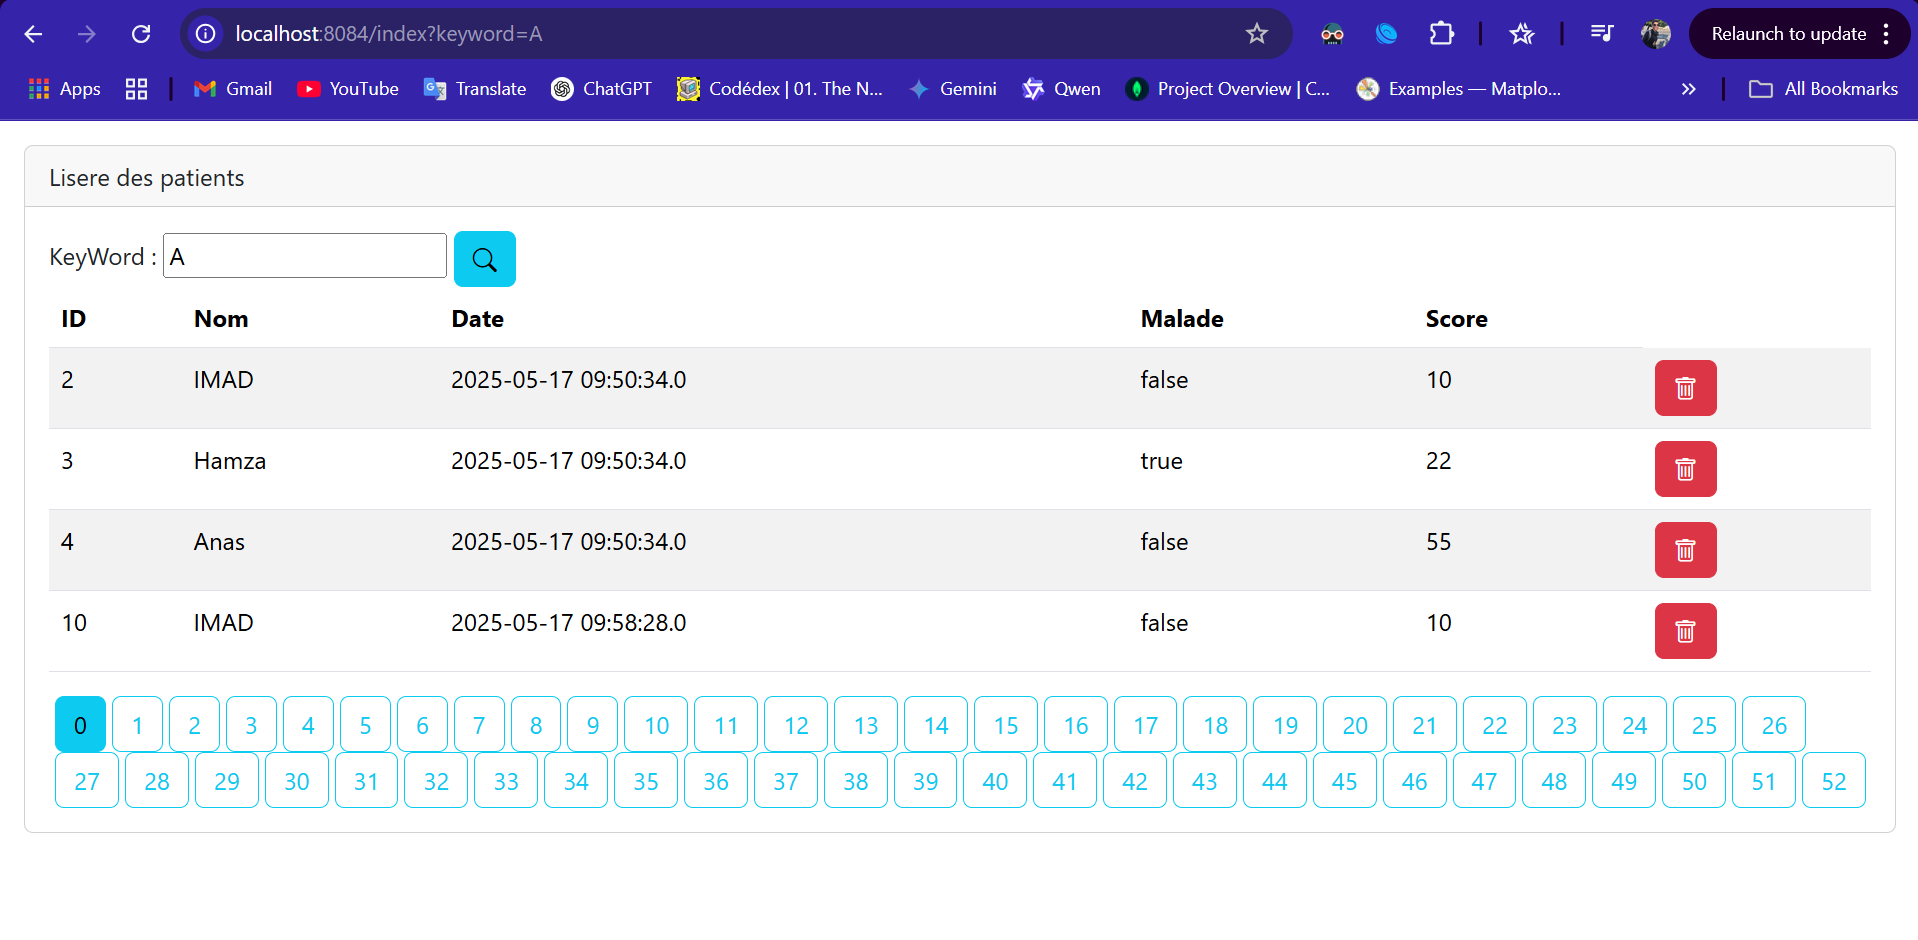 localhost:8084/index?keyword=A
Relaunch to update
Apps Gmail YouTube Translate ChatGPT Codédex | 01. The N... Gemini Qwen Project Overview | C... Examples — Matplo... » All Bookmarks
Lisere des patients
KeyWord : A
ID Nom Date Malade Score
2 IMAD 2025-05-17 09:50:34.0 false 10
3 Hamza 2025-05-17 09:50:34.0 true 22
4 Anas 2025-05-17 09:50:34.0 false 55
10 IMAD 2025-05-17 09:58:28.0 false 10
0 1 2 3 4 5 6 7 8 9 10 11 12 13 14 15 16 17 18 19 20 21 22 23 24 25 26
27 28 29 30 31 32 33 34 35 36 37 38 39 40 41 42 43 44 45 46 47 48 49 50 51 52